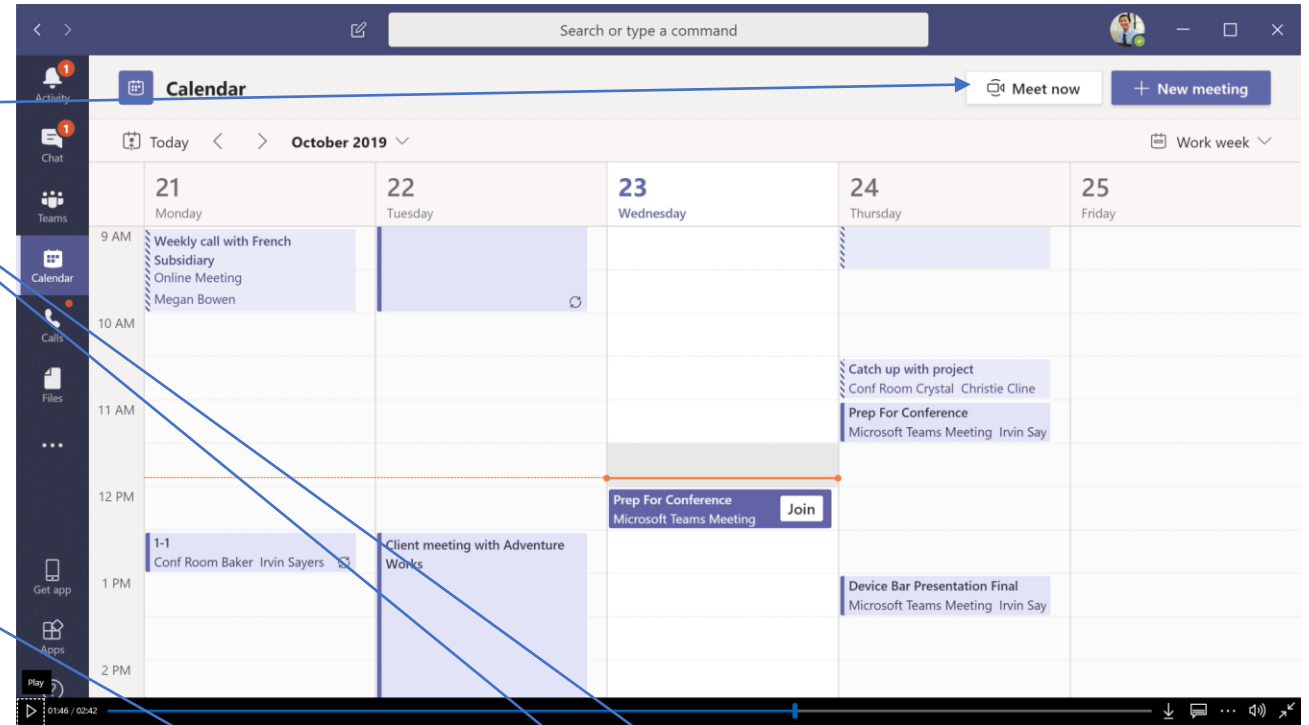 Search or type a command
1
Activity
Calendar
Meet now
+ New meeting
1
Chat
Today
October 2019
Work week
Teams
21
Monday
22
Tuesday
23
Wednesday
24
Thursday
25
Friday
Calendar
9 AM
Weekly call with French
Subsidiary
Online Meeting
Megan Bowen
Calls
10 AM
Files
Catch up with project
Conf Room Crystal Christie Cline
11 AM
Prep For Conference
Microsoft Teams Meeting Irvin Say
12 PM
Prep For Conference
Microsoft Teams Meeting
Join
1-1
Conf Room Baker Irvin Sayers
Client meeting with Adventure
Works
Get app
1 PM
Device Bar Presentation Final
Microsoft Teams Meeting Irvin Say
Apps
2 PM
Play
01:46 / 02:42